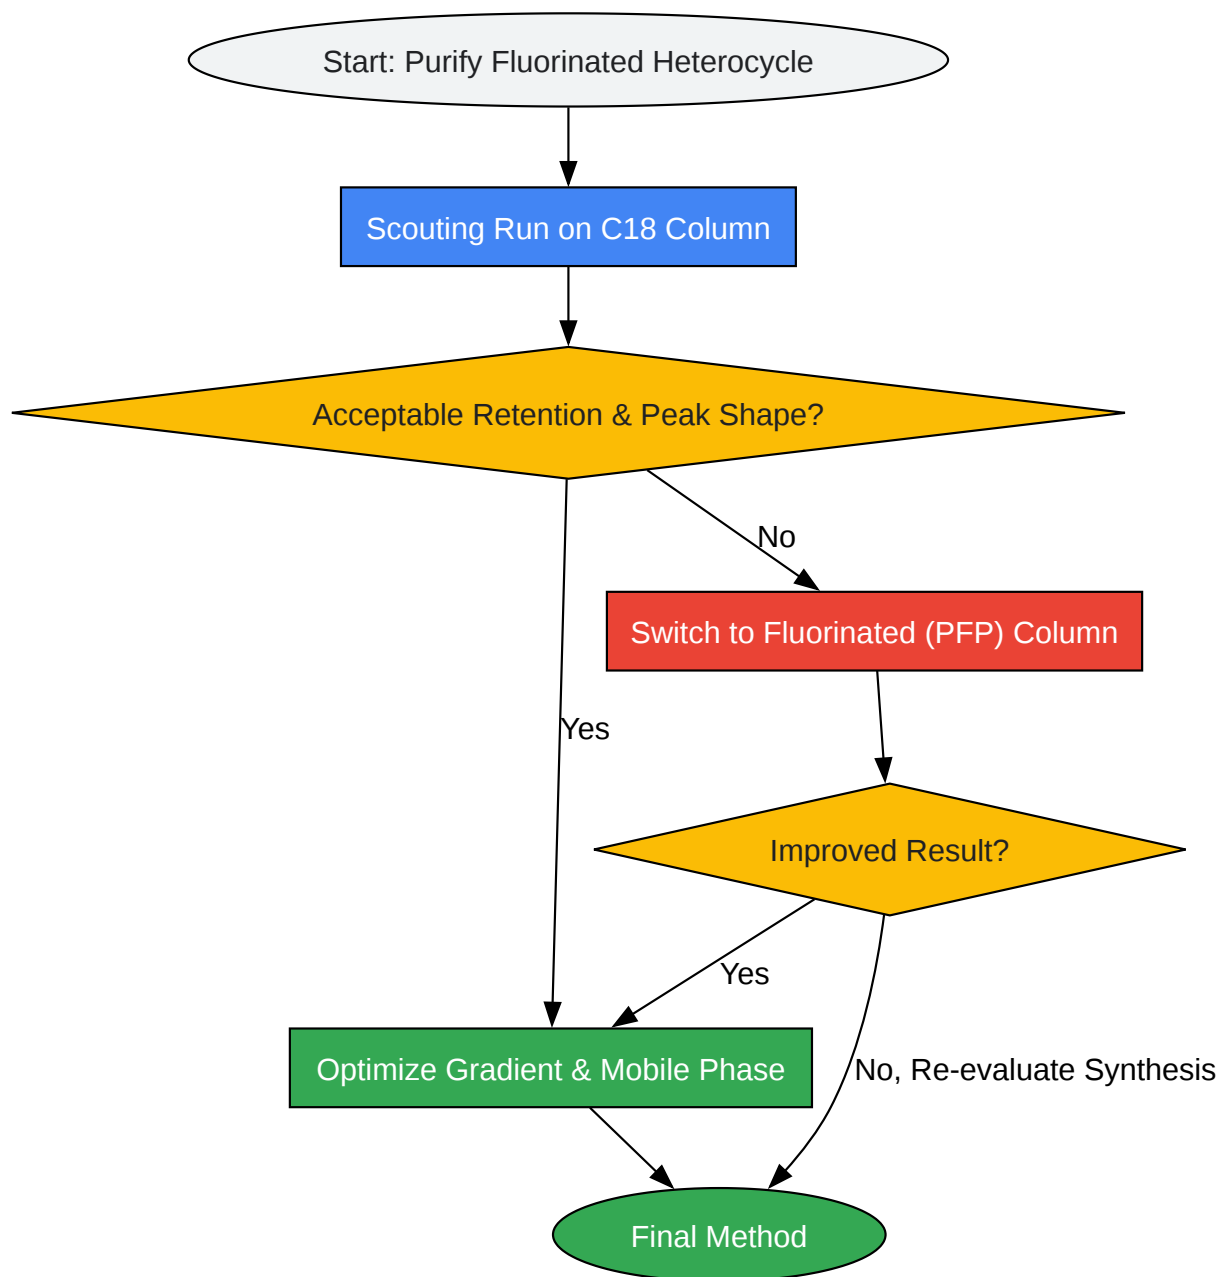 Start: Purify Fluorinated Heterocycle
Scouting Run on C18 Column
Acceptable Retention & Peak Shape?
No
Switch to Fluorinated (PFP) Column
Yes
Improved Result?
Yes
Optimize Gradient & Mobile Phase
No, Re-evaluate Synthesis
Final Method